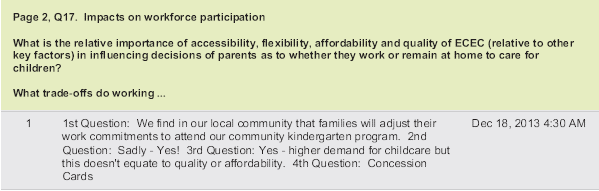 Page 2, Q17. Impacts on workforce participation
What is the relative importance of accessibility, flexibility, affordability and quality of ECEC (relative to other
key factors) in influencing decisions of parents as to whether they work or remain at home to care for
children?
What trade-offs do working ...
1 1st Question: We find in our local community that families will adjust their Dec 18, 2013 4:30 AM
work commitments to attend our community kindergarten program. 2nd
Question: Sadly - Yes! 3rd Question: Yes - higher demand for childcare but
this doesn't equate to quality or affordability. 4th Question: Concession
Cards